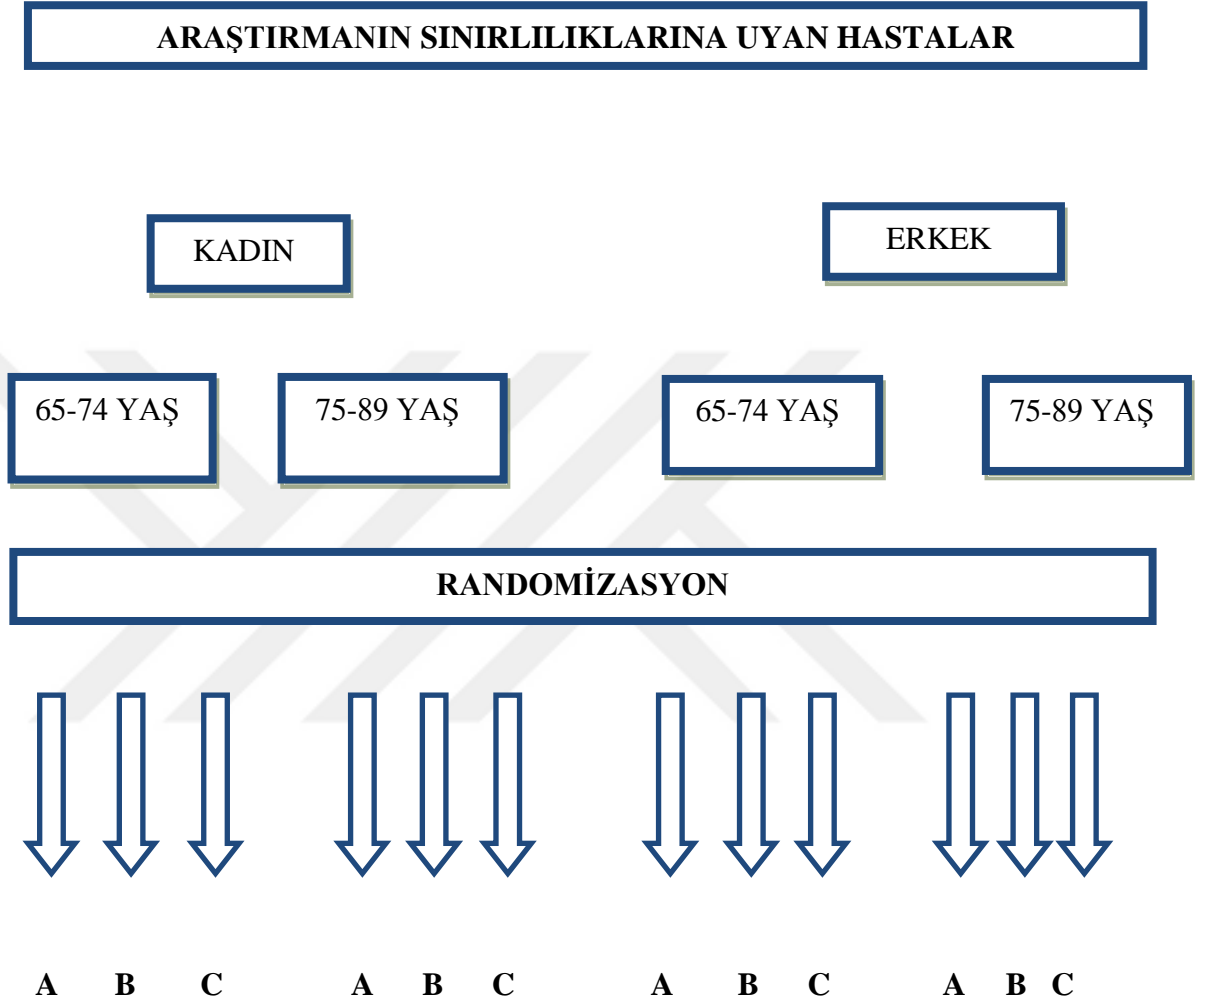 ARAŞTIRMANIN SINIRLILIKLARINA UYAN HASTALAR
KADIN
ERKEK
65-74 YAŞ
75-89 YAŞ
65-74 YAŞ
75-89 YAŞ
RANDOMİZASYON
A B C A B C A B C A B C